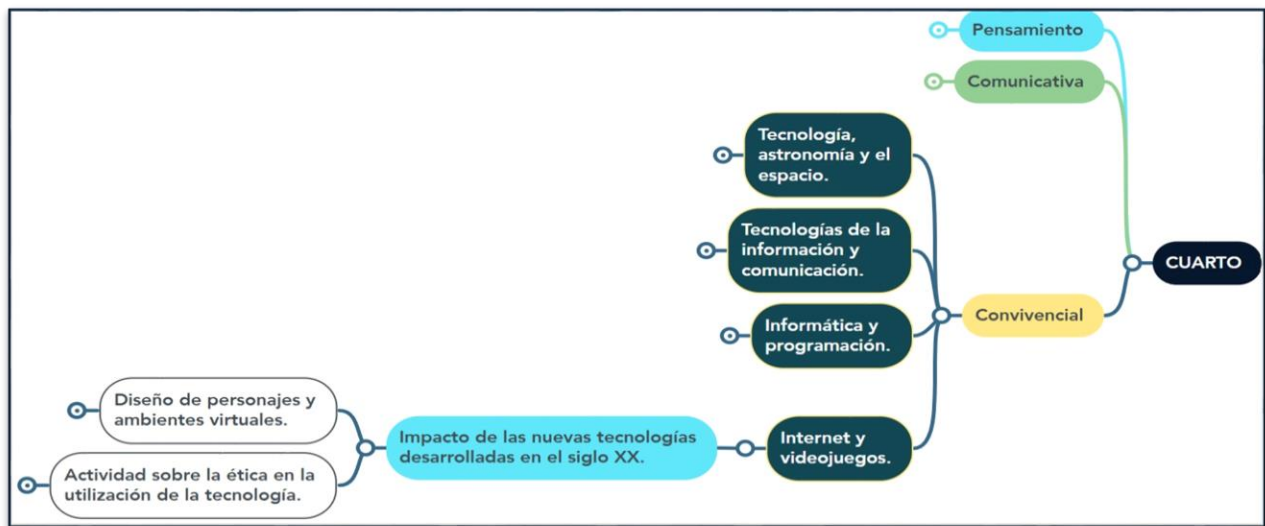 Pensamiento
Comunicativa
Tecnología,
astronomía y el
espacio.
Tecnologías de la
información y
comunicación.
CUARTO
Convivencial
Informática y
programación.
Diseño de personajes y
ambientes virtuales.
Impacto de las nuevas tecnologías
desarrolladas en el siglo XX.
Internet y
videojuegos.
Actividad sobre la ética en la
utilización de la tecnología.